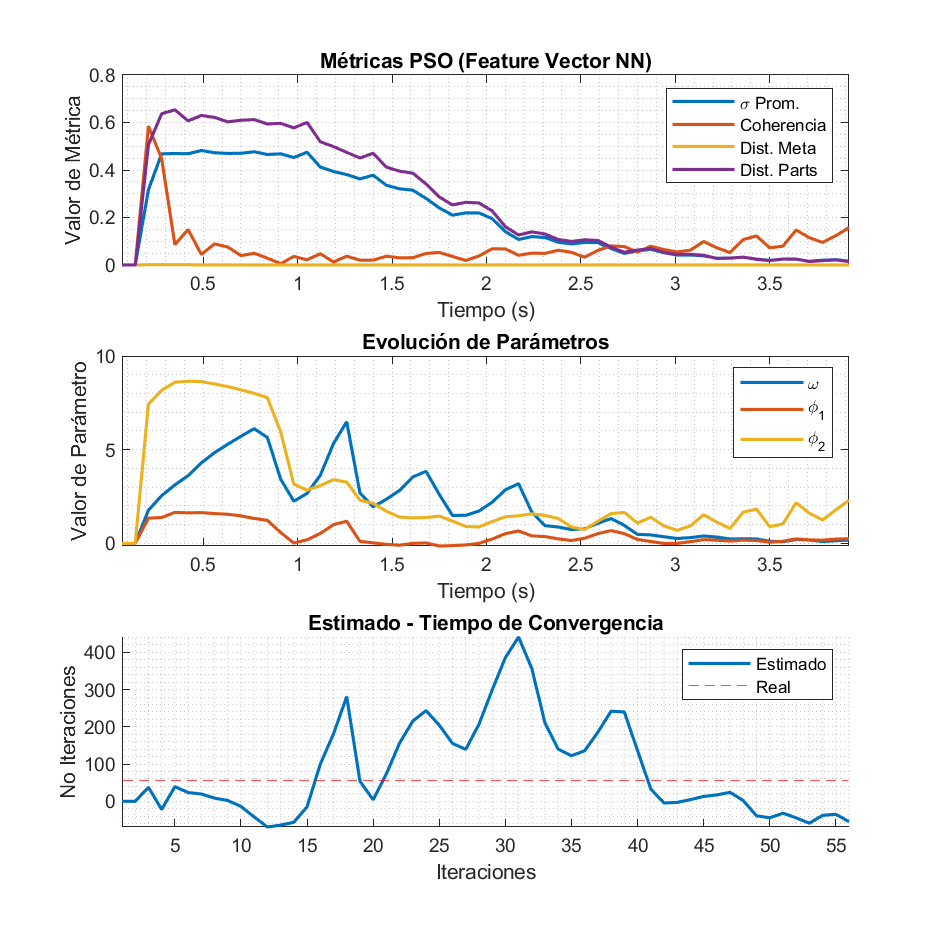 Métricas PSO (Feature Vector NN)
Valor de Métrica
0.8
0.6
0.4
0.2
0
σ Prom.
Coherencia
Dist. Meta
Dist. Parts
0.5 1 1.5 2 2.5 3 3.5
Tiempo (s)
Evolución de Parámetros
Valor de Parámetro
10
5
0
ω
ϕ1
ϕ2
0.5 1 1.5 2 2.5 3 3.5
Tiempo (s)
Estimado - Tiempo de Convergencia
No Iteraciones
400
300
200
100
0
Estimado
Real
5 10 15 20 25 30 35 40 45 50 55
Iteraciones